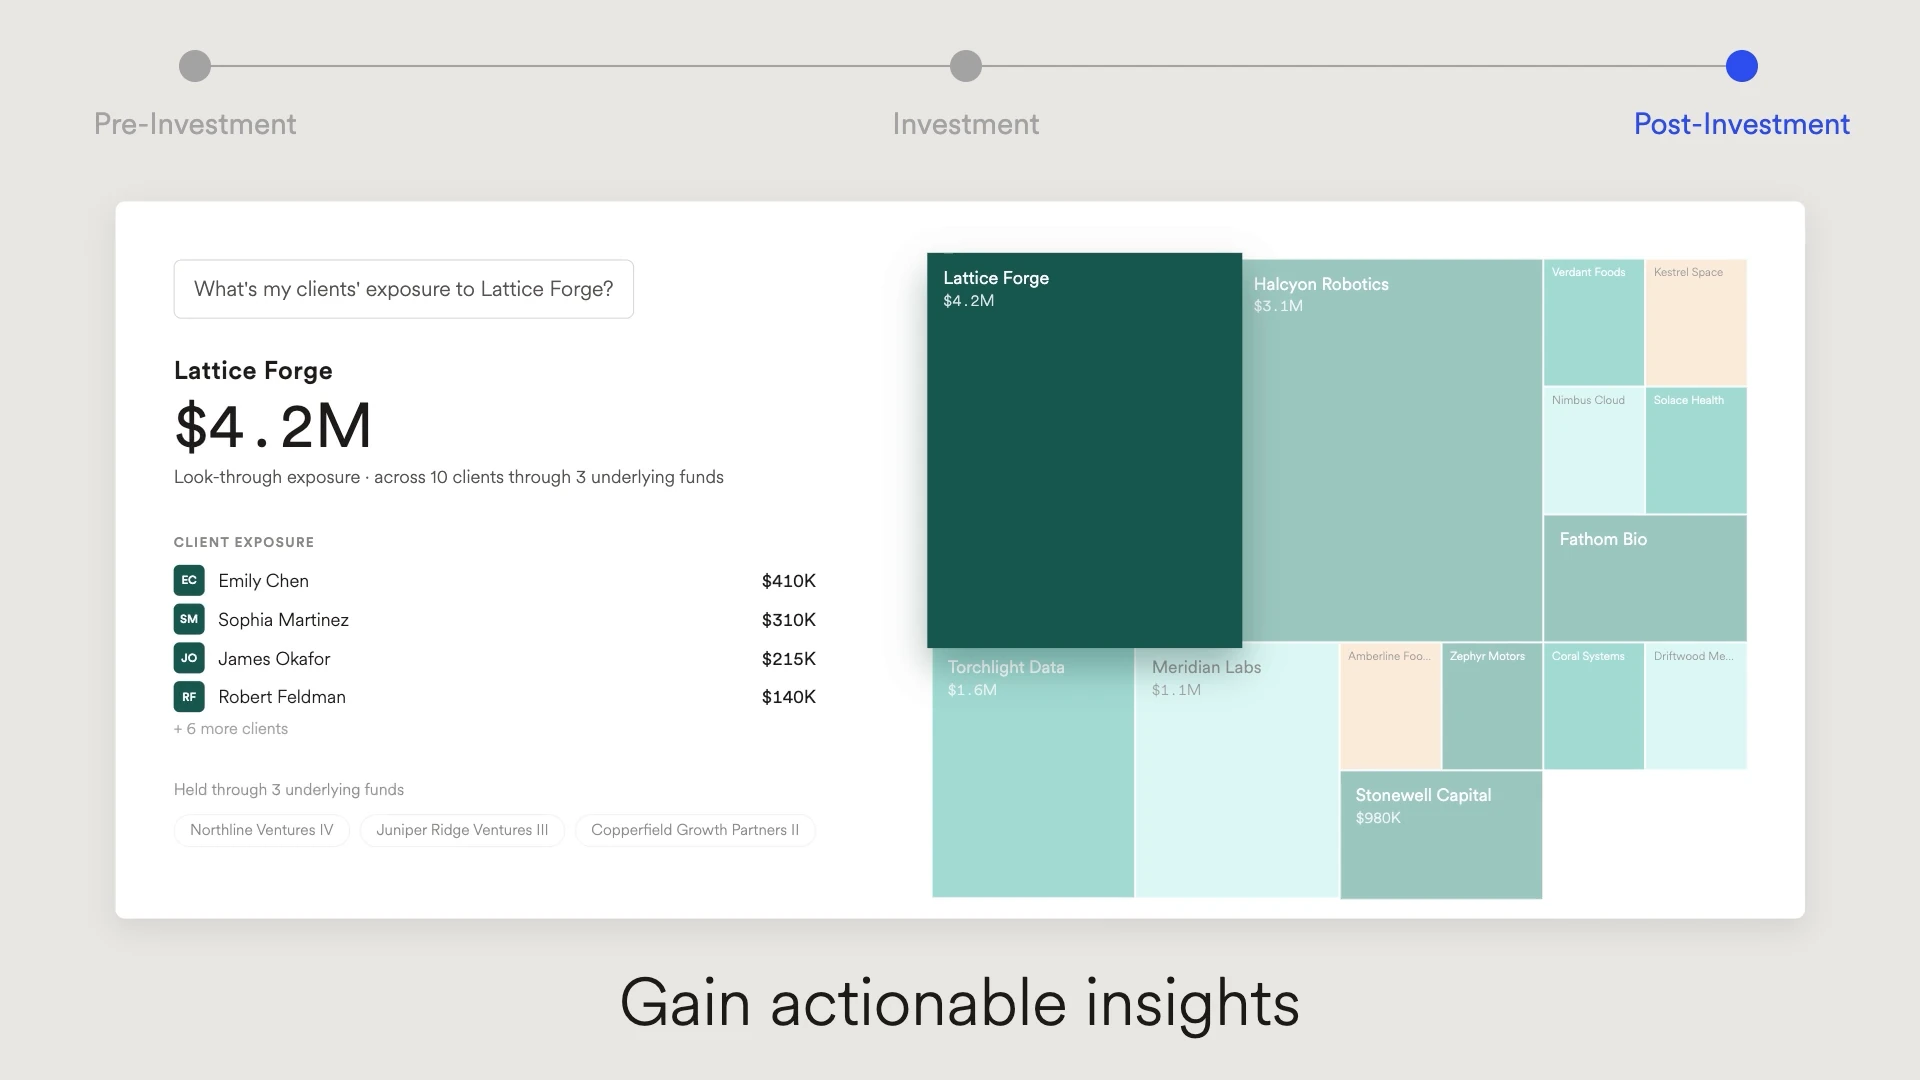 Pre-Investment
Investment
Post-Investment
What's my clients' exposure to Lattice Forge?
Lattice Forge
$4.2M
Look-through exposure · across 10 clients through 3 underlying funds
CLIENT EXPOSURE
EC Emily Chen $410K
SM Sophia Martinez $310K
JO James Okafor $215K
RF Robert Feldman $140K
+ 6 more clients
Held through 3 underlying funds
Northline Ventures IV
Juniper Ridge Ventures III
Copperfield Growth Partners II
Lattice Forge
$4.2M
Halcyon Robotics
$3.1M
Verdant Foods
Kestrel Space
Nimbus Cloud
Solace Health
Fathom Bio
Torchlight Data
$1.6M
Meridian Labs
$1.1M
Amberline Foo...
Zephyr Motors
Coral Systems
Driftwood Me...
Stonewell Capital
$980K
Gain actionable insights